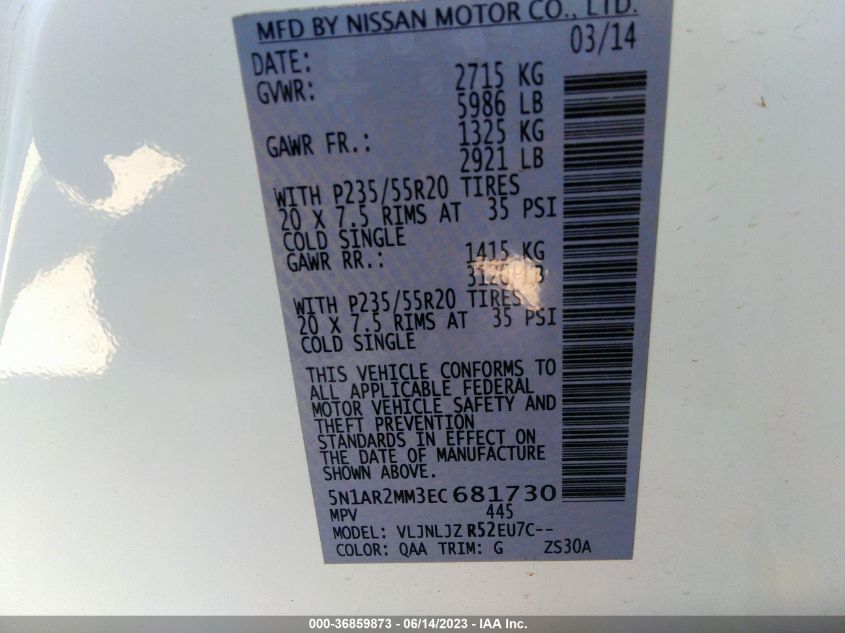 MFD BY NISSAN MOTOR CO., LTD.
DATE: 03/14
GVWR: 2715 KG
5986 LB
GAWR FR.: 1325 KG
2921 LB
WITH P235/55R20 TIRES
20 X 7.5 RIMS AT 35 PSI
COLD SINGLE
GAWR RR.: 1415 KG
WITH P235/55R20 TIRES
20 X 7.5 RIMS AT 35 PSI
COLD SINGLE
THIS VEHICLE CONFORMS TO
ALL APPLICABLE FEDERAL
MOTOR VEHICLE SAFETY AND
THEFT PREVENTION
STANDARDS IN EFFECT ON
THE DATE OF MANUFACTURE
SHOWN ABOVE.
5N1AR2MM3EC681730
MPV 445
MODEL: VLJNLJZ R52EU7C--
COLOR: QAA TRIM: G ZS30A
000-36859873 - 06/14/2023 - IAA Inc.